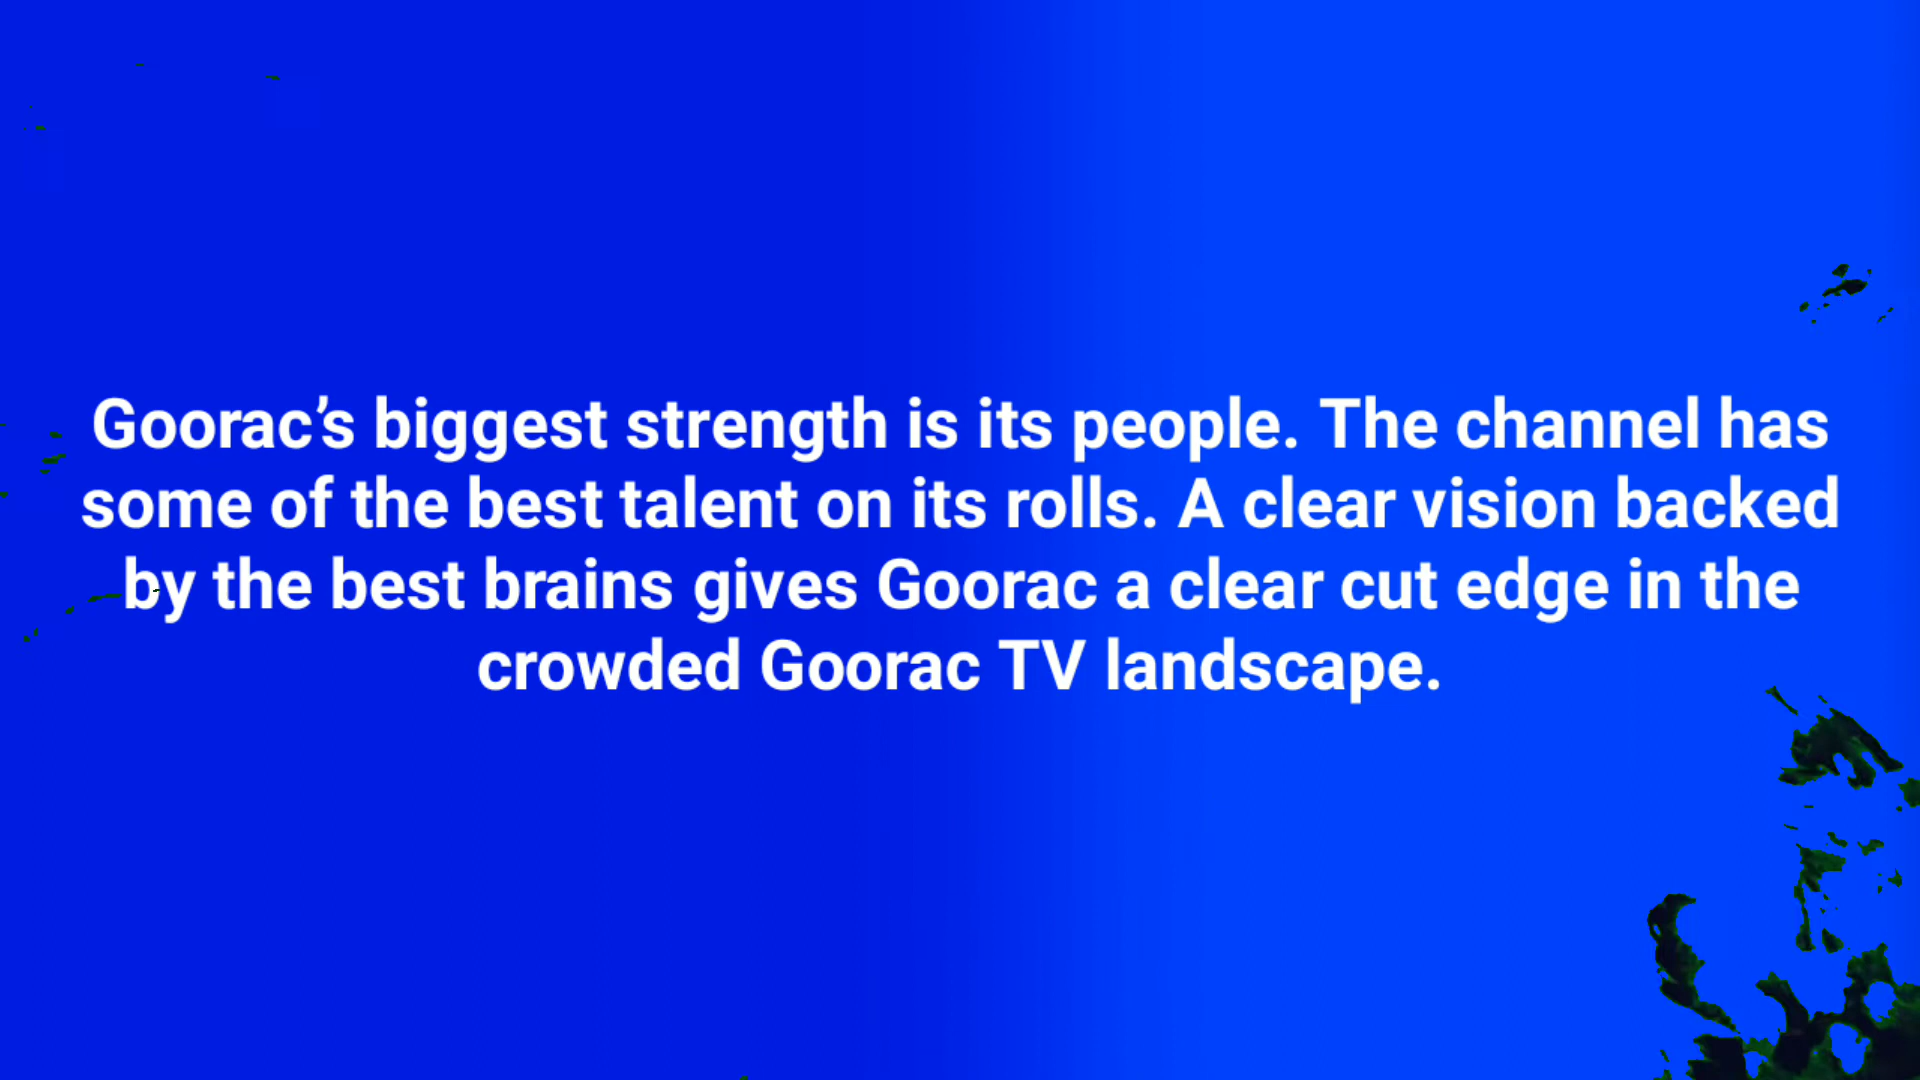 Goorac’s biggest strength is its people. The channel has
some of the best talent on its rolls. A clear vision backed
by the best brains gives Goorac a clear cut edge in the
crowded Goorac TV landscape.